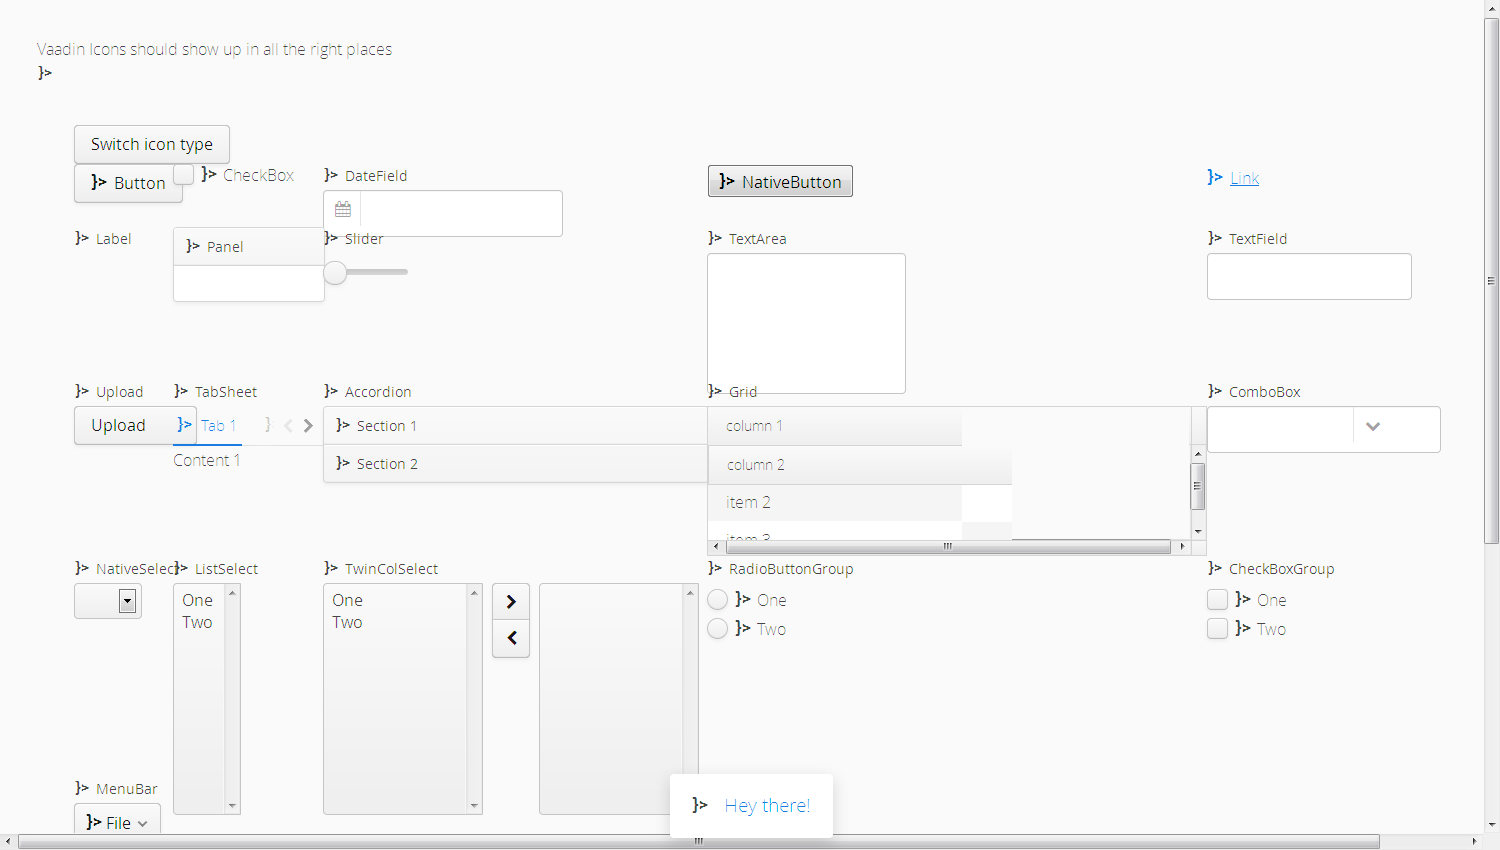 Vaadin Icons should show up in all the right places
}>
Switch icon type
}> Button
}> CheckBox
}> DateField
}> NativeButton
}> Link
}> Label
}> Panel
}> Slider
}> TextArea
}> TextField
}> Upload
}> TabSheet
}> Accordion
}> Grid
}> ComboBox
Upload
}> Tab 1
}> Section 1
column 1
Content 1
}> Section 2
column 2
item 2
item 3
}> NativeSelect
}> ListSelect
}> TwinColSelect
}> RadioButtonGroup
}> CheckBoxGroup
One
Two
One
Two
}> One
}> Two
}> One
}> Two
}> MenuBar
}> File
}> Hey there!